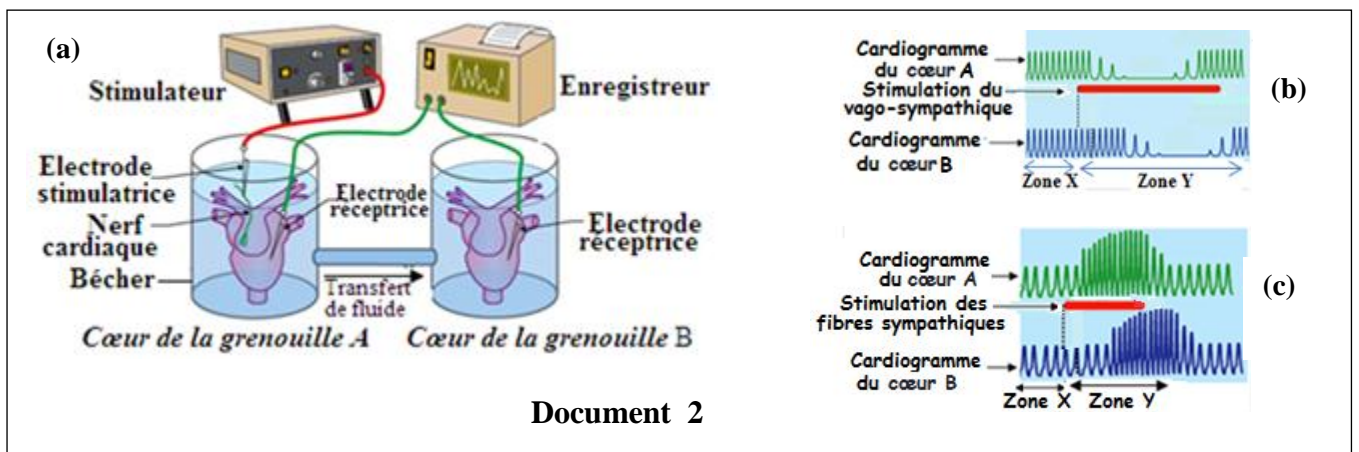 (a)
Stimulateur
Enregistreur
Electrode
stimulatrice
Nerf
cardiaque
Bécher
Electrode
réceptrice
Electrode
réceptrice
Transfert
de fluide
Cœur de la grenouille A
Cœur de la grenouille B
(b)
Cardiogramme
du cœur A
Stimulation du
vago-sympathique
Cardiogramme
du cœur B
Zone X
Zone Y
(c)
Cardiogramme
du cœur A
Stimulation des
fibres sympathiques
Cardiogramme
du cœur B
Zone X
Zone Y
Document 2